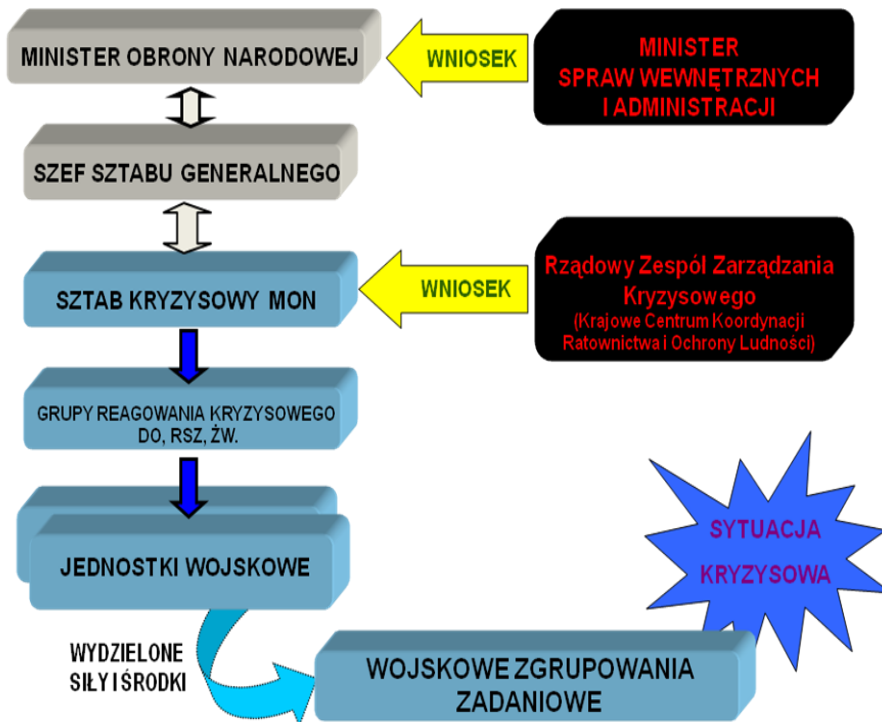 MINISTER OBRONY NARODOWEJ
WNIOSEK
MINISTER
SPRAW WEWNĘTRZNYCH
I ADMINISTRACJI
SZEF SZTABU GENERALNEGO
SZTAB KRYZYSOWY MON
WNIOSEK
Rządowy Zespół Zarządzania
Kryzysowego
(Krajowe Centrum Koordynacji
Ratownictwa i Ochrony Ludności)
GRUPY REAGOWANIA KRYZYSOWEGO
DO, RSZ, ŻW.
JEDNOSTKI WOJSKOWE
SYTUACJA
KRYZYSOWA
WYDZIELONE
SIŁY I ŚRODKI
WOJSKOWE ZGRUPOWANIA
ZADANIOWE